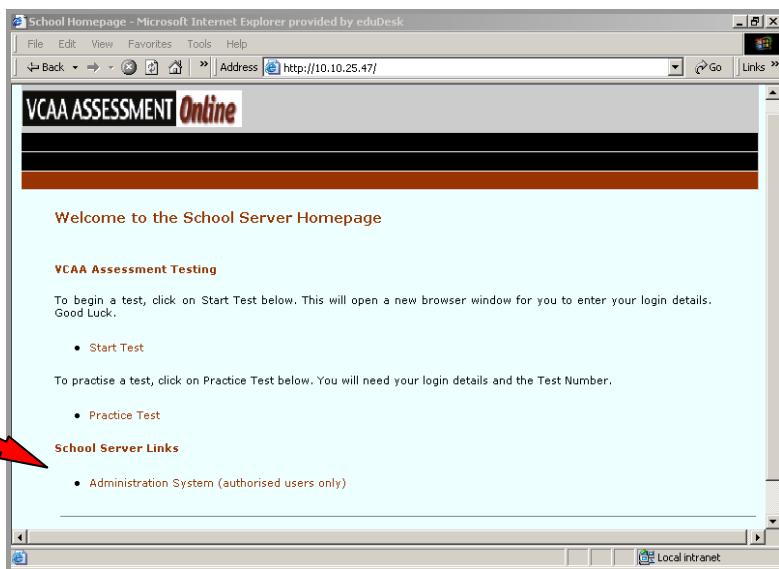 School Homepage - Microsoft Internet Explorer provided by eduDesk
File Edit View Favorites Tools Help
Back » Address http://10.10.25.47/ Go Links »
VCAA ASSESSMENT Online
Welcome to the School Server Homepage
VCAA Assessment Testing
To begin a test, click on Start Test below. This will open a new browser window for you to enter your login details.
Good Luck.
• Start Test
To practise a test, click on Practice Test below. You will need your login details and the Test Number.
• Practice Test
School Server Links
• Administration System (authorised users only)
Local intranet